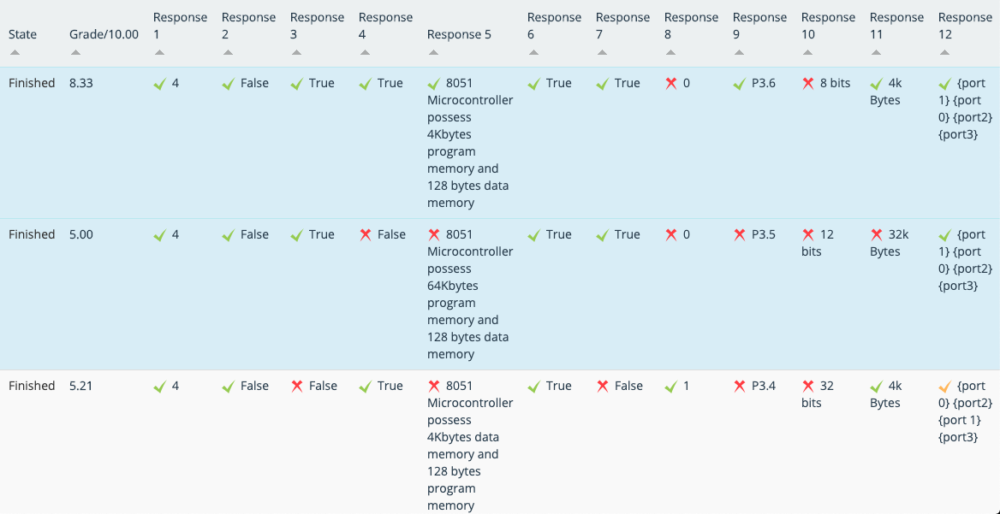 State Grade/10.00 Response 1 Response 2 Response 3 Response 4 Response 5 Response 6 Response 7 Response 8 Response 9 Response 10 Response 11 Response 12
Finished 8.33 4 False True True 8051 Microcontroller possess 4Kbytes program memory and 128 bytes data memory True True 0 P3.6 8 bits 4k Bytes {port 1} {port 0} {port2} {port3}
Finished 5.00 4 False True False 8051 Microcontroller possess 64Kbytes program memory and 128 bytes data memory True True 0 P3.5 12 bits 32k Bytes {port 1} {port 0} {port2} {port3}
Finished 5.21 4 False False True 8051 Microcontroller possess 4Kbytes data memory and 128 bytes program memory True False 1 P3.4 32 bits 4k Bytes {port 0} {port2} {port 1} {port3}